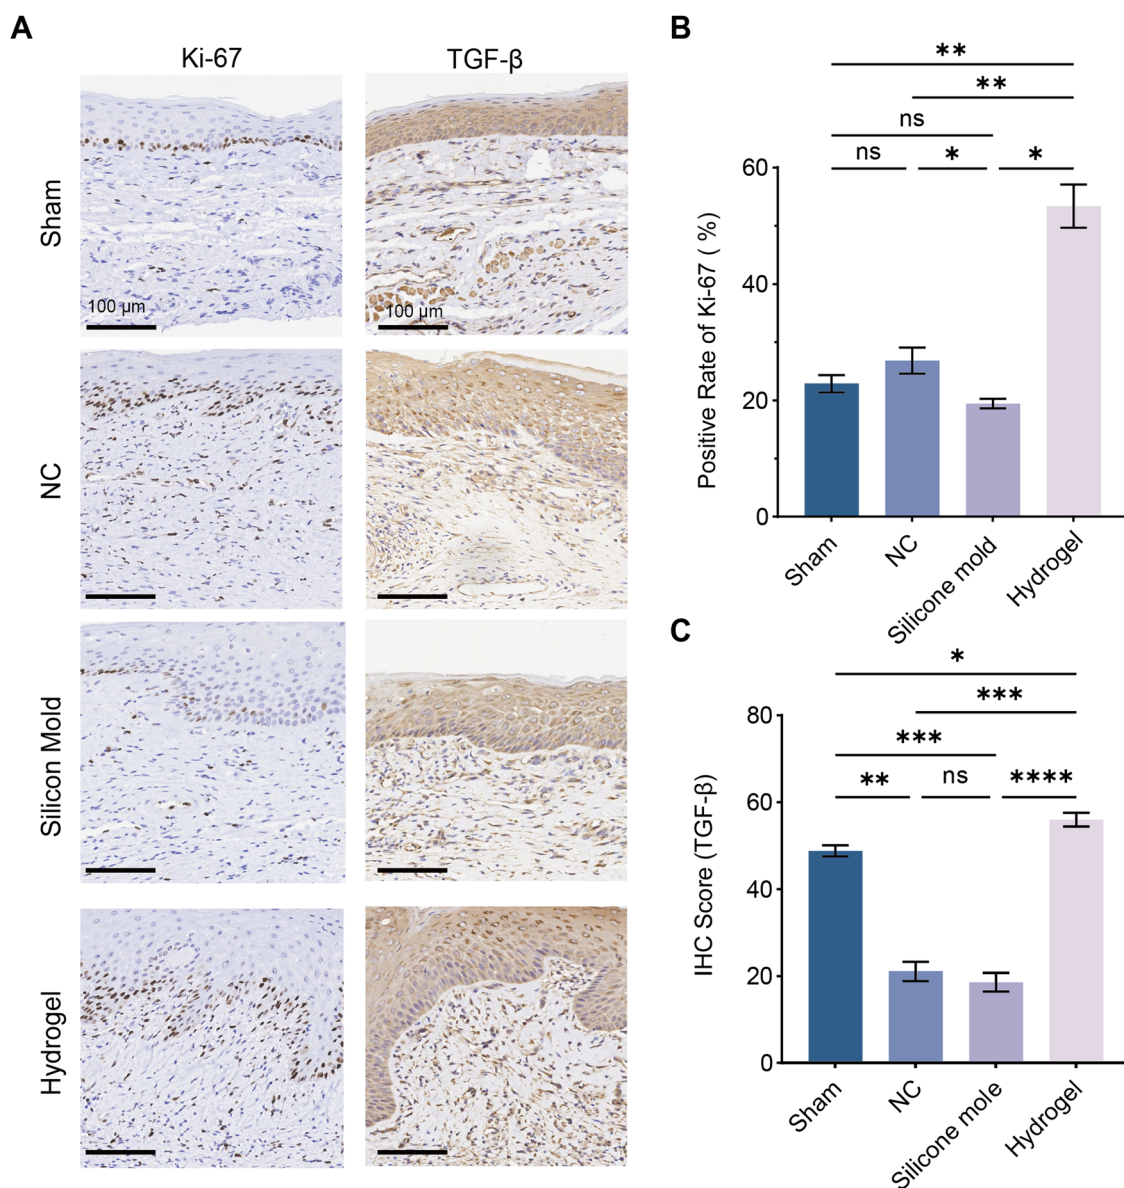 A
Ki-67
TGF-β
Sham
100 µm
100 µm
NC
Silicon Mold
Hydrogel
B
**
**
ns
ns
*
*
Positive Rate of Ki-67 ( %)
60
40
20
0
Sham
NC
Silicone mold
Hydrogel
C
*
***
***
**
ns
****
IHC Score (TGF-β)
80
60
40
20
0
Sham
NC
Silicone mole
Hydrogel